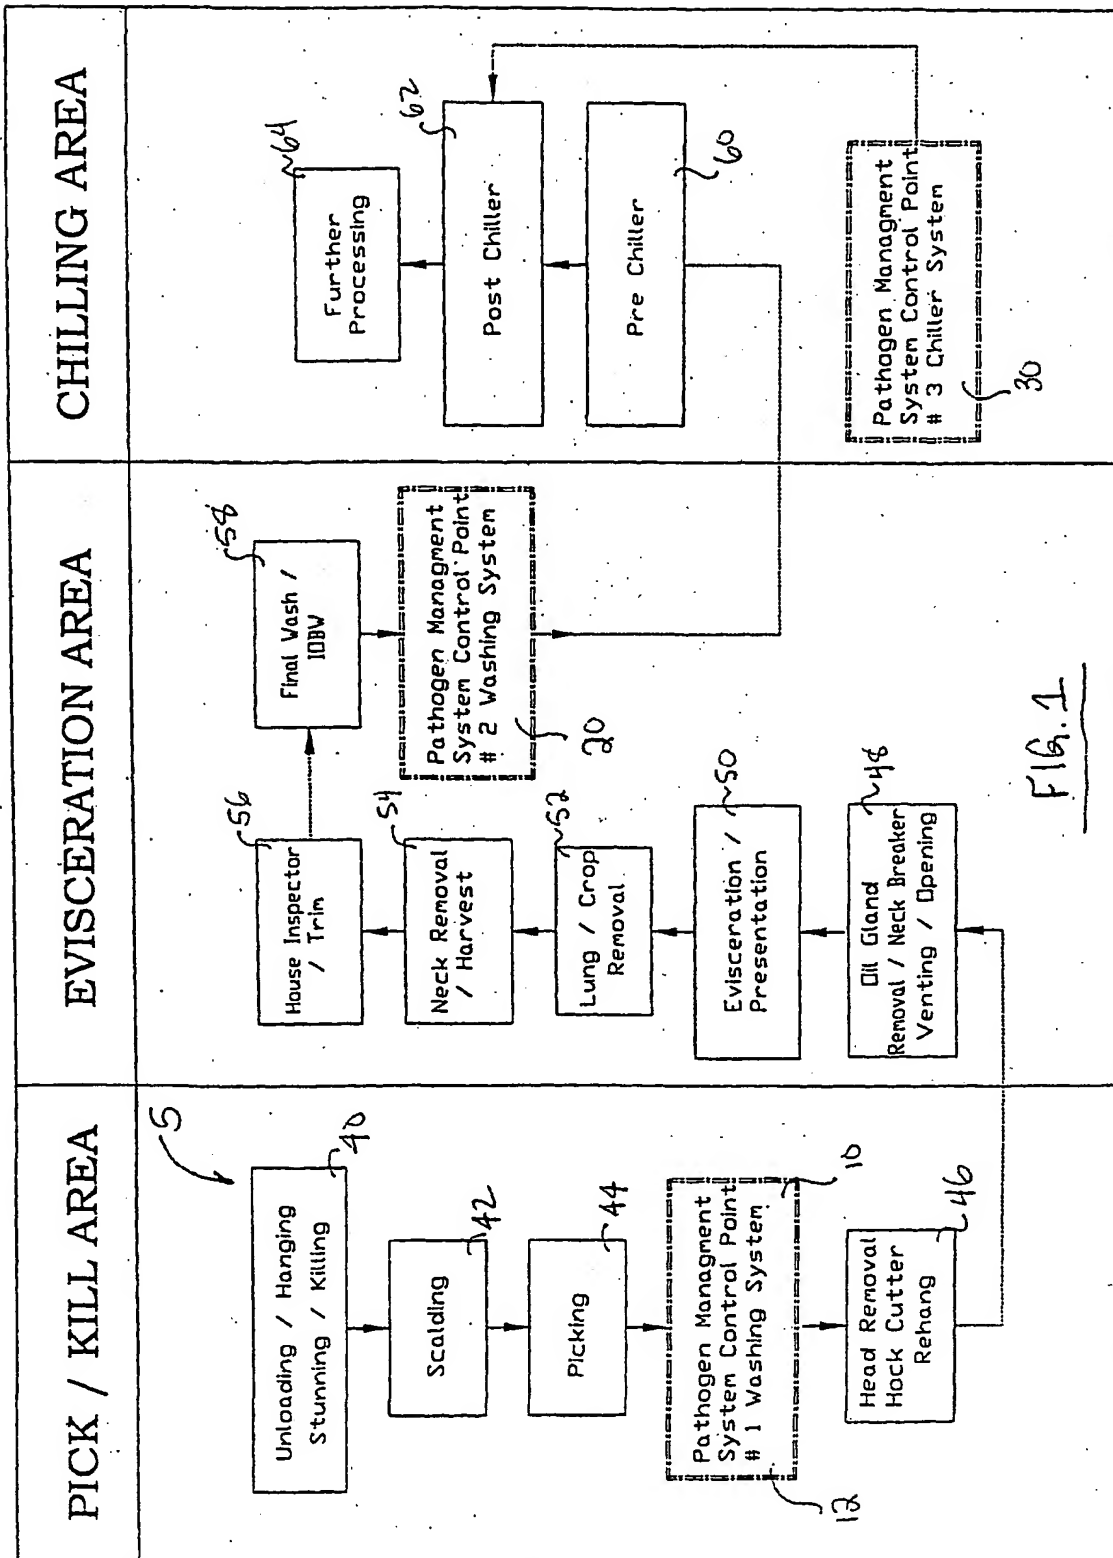 PICK / KILL AREA
5
Unloading / Hanging
Stunning / Killing
40
Scalding
42
Picking
44
Pathogen Managment
System Control Point
# 1 Washing System
10
12
Head Removal
Hock Cutter
Rehang
46
EVISCERATION AREA
House Inspector
/ Trim
56
Neck Removal
/ Harvest
54
Lung / Crop
Removal
52
Evisceration /
Presentation
50
Oil Gland
Removal / Neck Breaker
Venting / Opening
48
Final Wash /
IOBW
58
Pathogen Managment
System Control Point
# 2 Washing System
20
CHILLING AREA
Further
Processing
64
Post Chiller
62
Pre Chiller
60
Pathogen Managment
System Control Point
# 3 Chiller System
30
FIG. 1